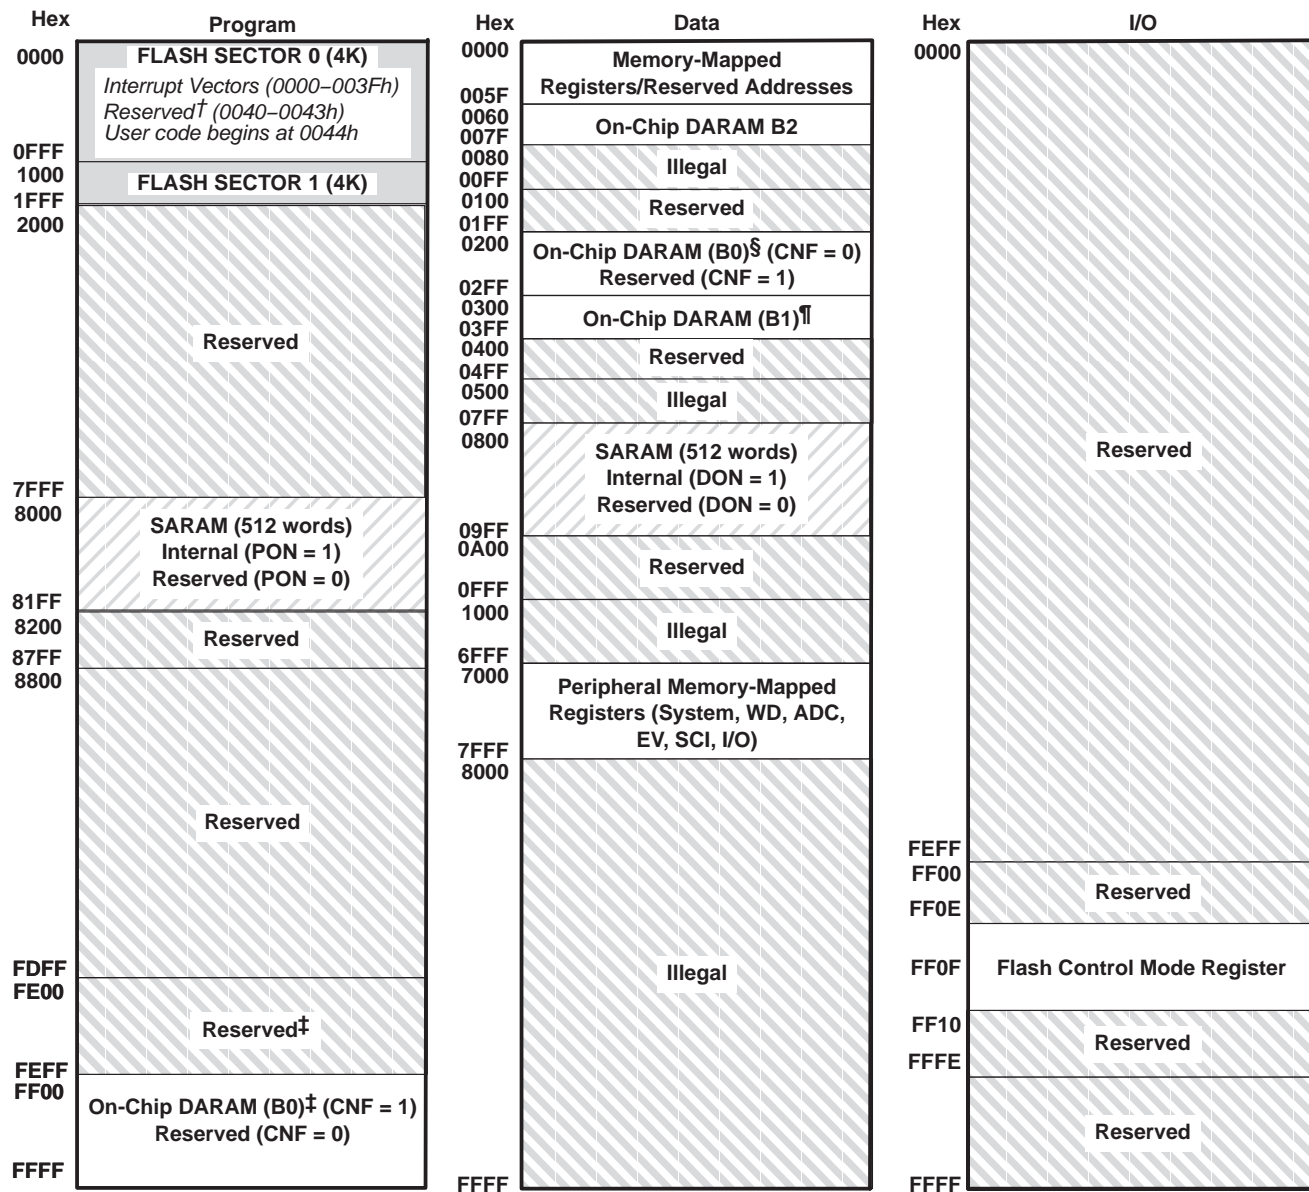 Hex Program
0000
FLASH SECTOR 0 (4K)
Interrupt Vectors (0000−003Fh)
Reserved† (0040−0043h)
User code begins at 0044h
0FFF
1000
FLASH SECTOR 1 (4K)
1FFF
2000
Reserved
7FFF
8000
SARAM (512 words)
Internal (PON = 1)
Reserved (PON = 0)
81FF
8200
Reserved
87FF
8800
Reserved
FDFF
FE00
Reserved‡
FEFF
FF00
On-Chip DARAM (B0)‡ (CNF = 1)
Reserved (CNF = 0)
FFFF
Hex Data
0000
Memory-Mapped
Registers/Reserved Addresses
005F
0060
On-Chip DARAM B2
007F
0080
Illegal
00FF
0100
Reserved
01FF
0200
On-Chip DARAM (B0)§ (CNF = 0)
Reserved (CNF = 1)
02FF
0300
On-Chip DARAM (B1)¶
03FF
0400
Reserved
04FF
0500
Illegal
07FF
0800
SARAM (512 words)
Internal (DON = 1)
Reserved (DON = 0)
09FF
0A00
Reserved
0FFF
1000
Illegal
6FFF
7000
Peripheral Memory-Mapped
Registers (System, WD, ADC,
EV, SCI, I/O)
7FFF
8000
Illegal
FFFF
Hex I/O
0000
Reserved
FEFF
FF00
Reserved
FF0E
FF0F Flash Control Mode Register
FF10
Reserved
FFFE
Reserved
FFFF